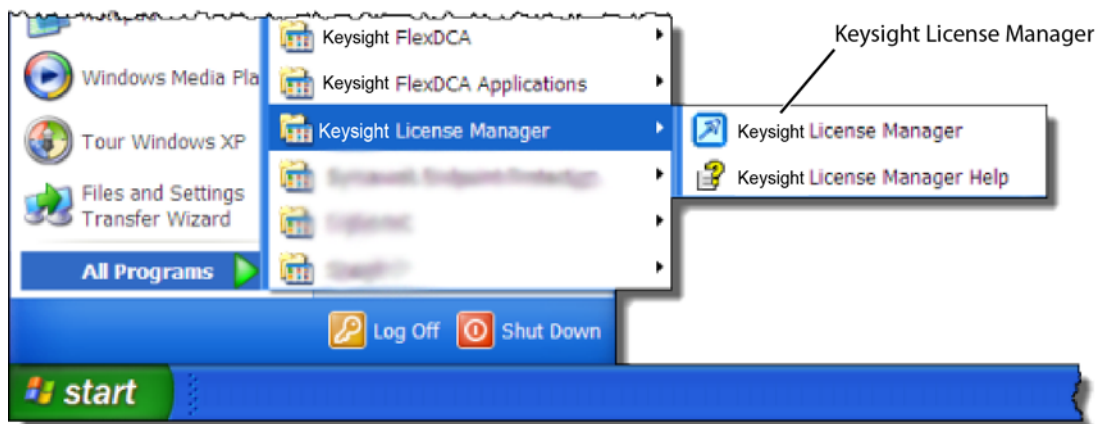 Keysight FlexDCA
Keysight License Manager
Windows Media Pla
Keysight FlexDCA Applications
Keysight License Manager
Keysight License Manager
Tour Windows XP
Files and Settings
Transfer Wizard
Keysight License Manager Help
All Programs
Log Off
Shut Down
start